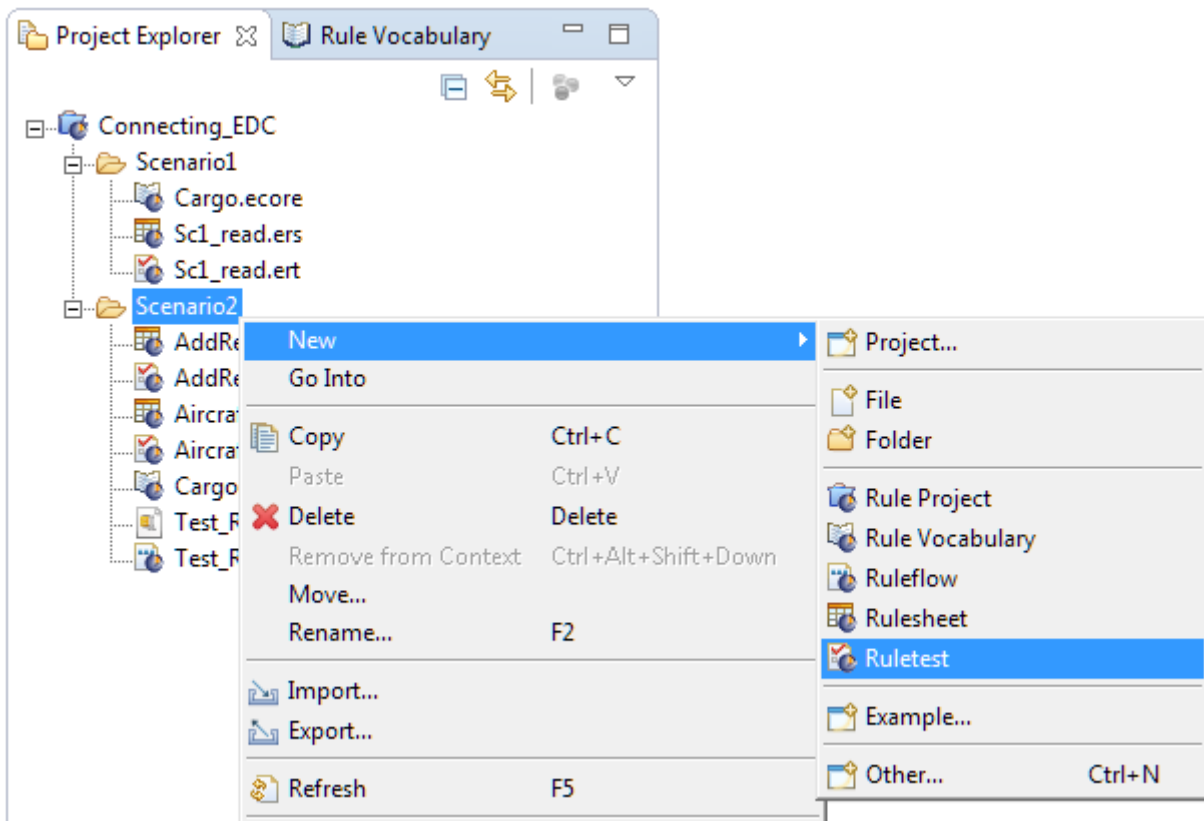 Project Explorer Rule Vocabulary
Connecting_EDC
Scenario1
Cargo.ecore
Sc1_read.ers
Sc1_read.ert
Scenario2
AddRe
AddRe
Aircra
Aircra
Cargo
Test_R
Test_R
New
Go Into
Copy Ctrl+C
Paste Ctrl+V
Delete Delete
Remove from Context Ctrl+Alt+Shift+Down
Move...
Rename... F2
Import...
Export...
Refresh F5
Project...
File
Folder
Rule Project
Rule Vocabulary
Ruleflow
Rulesheet
Ruletest
Example...
Other... Ctrl+N